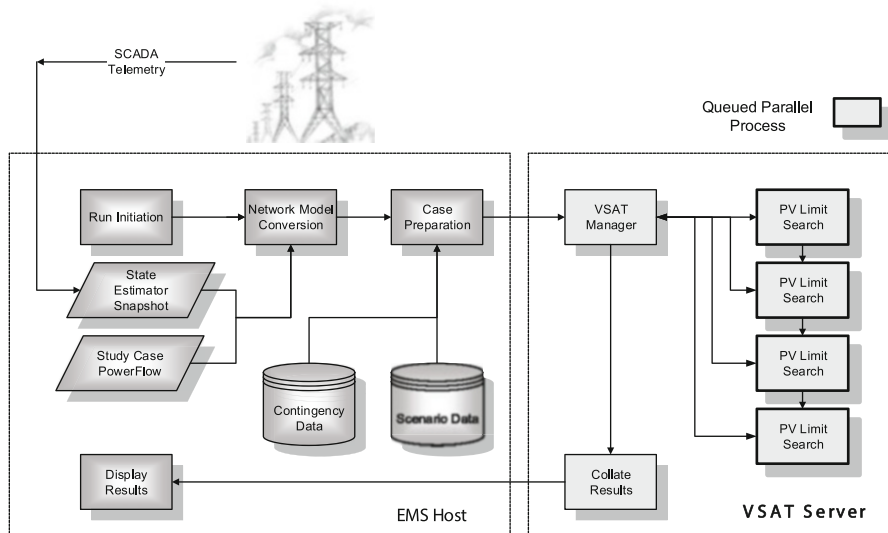 SCADA
Telemetry
Queued Parallel
Process
Run Initiation
Network Model
Conversion
Case
Preparation
VSAT
Manager
PV Limit
Search
State
Estimator
Snapshot
PV Limit
Search
Study Case
PowerFlow
PV Limit
Search
Contingency
Data
Scenario Data
PV Limit
Search
Display
Results
Collate
Results
EMS Host
VSAT Server